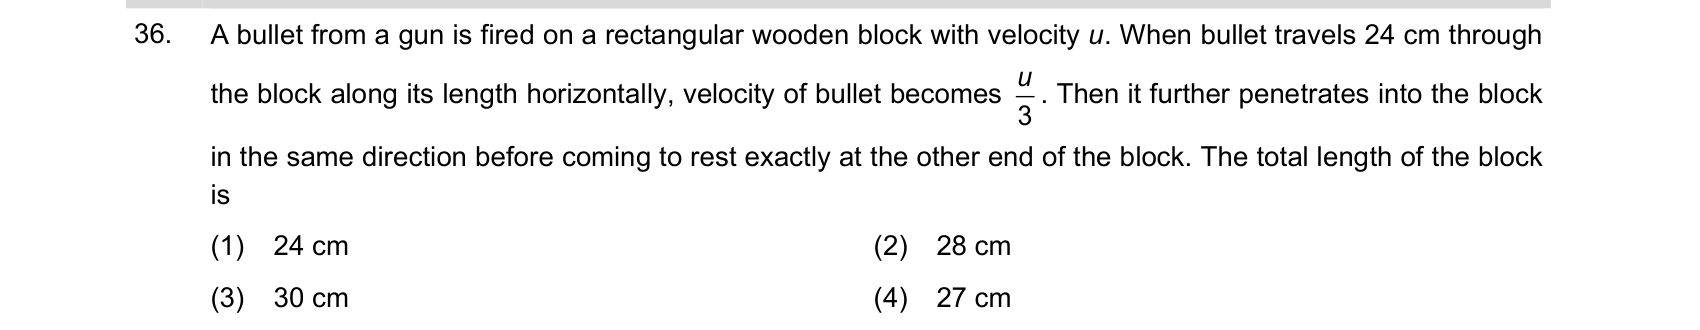 36. A bullet from a gun is fired on a rectangular wooden block with velocity u. When bullet travels 24 cm through
the block along its length horizontally, velocity of bullet becomes u/3. Then it further penetrates into the block
in the same direction before coming to rest exactly at the other end of the block. The total length of the block
is
(1) 24 cm (2) 28 cm
(3) 30 cm (4) 27 cm